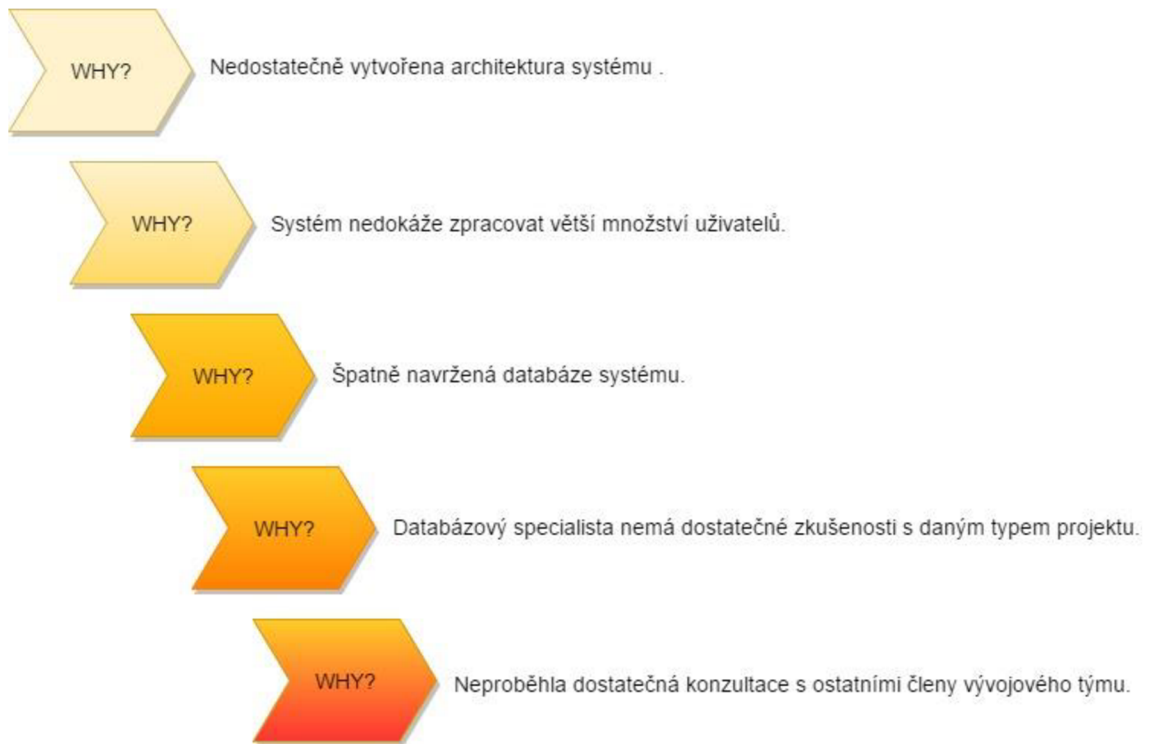 WHY?
Nedostatečně vytvořena architektura systému .
WHY?
Systém nedokáže zpracovat větší množství uživatelů.
WHY?
Špatně navržená databáze systému.
WHY?
Databázový specialista nemá dostatečné zkušenosti s daným typem projektu.
WHY?
Neproběhla dostatečná konzultace s ostatními členy vývojového týmu.